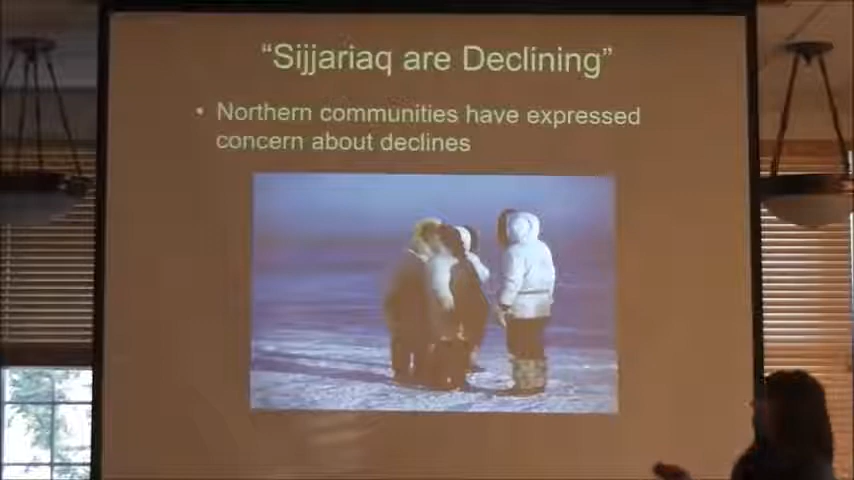 “Sijjariaq are Declining”
• Northern communities have expressed
concern about declines